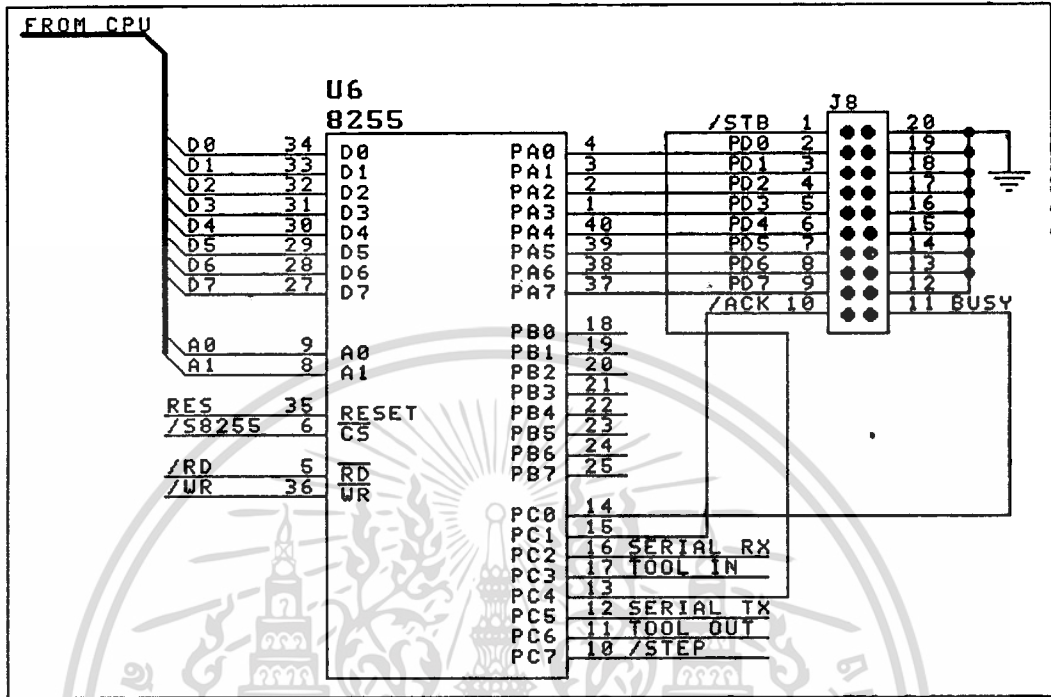 FROM CPU
U6
8255
J8
D0 34 D0 PA0 4 /STB 1 20
D1 33 D1 PA1 3 PD0 2 19
D2 32 D2 PA2 2 PD1 3 18
D3 31 D3 PA3 1 PD2 4 17
D4 30 D4 PA4 40 PD3 5 16
D5 29 D5 PA5 39 PD4 6 15
D6 28 D6 PA6 38 PD5 7 14
D7 27 D7 PA7 37 PD6 8 13
PD7 9 12
/ACK 10 11 BUSY
PB0 18
A0 9 A0 PB1 19
A1 8 A1 PB2 20
PB3 21
RES 35 RESET PB4 22
/S8255 6 CS PB5 23
PB6 24
/RD 5 RD PB7 25
/WR 36 WR
PC0 14
PC1 15
PC2 16 SERIAL RX
PC3 17 TOOL IN
PC4 13
PC5 12 SERIAL TX
PC6 11 TOOL OUT
PC7 10 /STEP